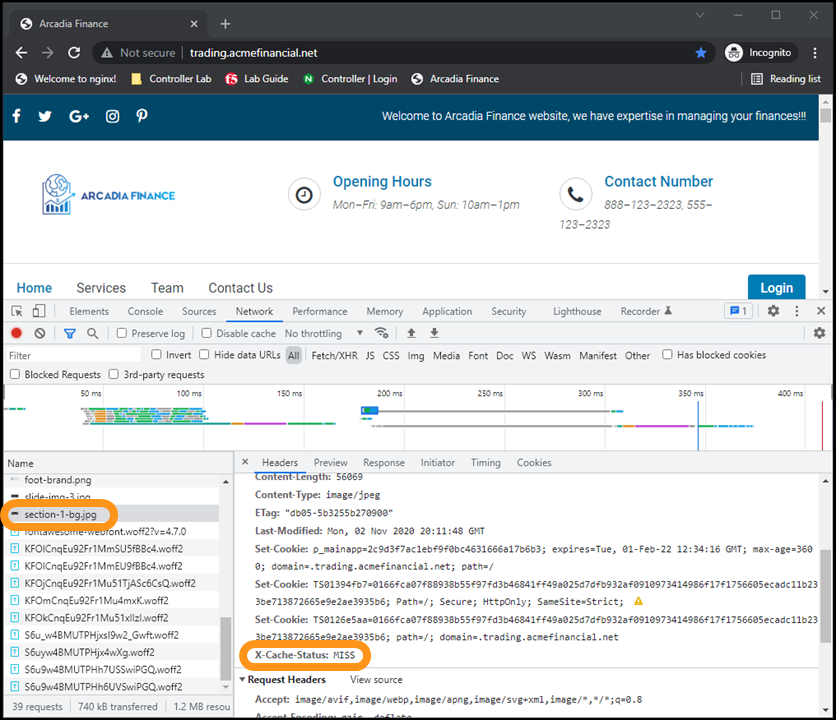 Arcadia Finance
Not secure | trading.acmefinancial.net
Incognito
Welcome to nginx!
Controller Lab
Lab Guide
Controller | Login
Arcadia Finance
Reading list
Welcome to Arcadia Finance website, we have expertise in managing your finances!!!
ARCADIA FINANCE
Opening Hours
Mon–Fri: 9am–6pm, Sun: 10am–1pm
Contact Number
888–123–2323, 555–
123–2323
Home
Services
Team
Contact Us
Login
Elements
Console
Sources
Network
Performance
Memory
Application
Security
Lighthouse
Recorder
1
Preserve log
Disable cache
No throttling
Filter
Invert
Hide data URLs
All
Fetch/XHR
JS
CSS
Img
Media
Font
Doc
WS
Wasm
Manifest
Other
Has blocked cookies
Blocked Requests
3rd-party requests
50 ms
100 ms
150 ms
200 ms
250 ms
300 ms
350 ms
400 ms
Name
foot-brand.png
slide-img-3.jpg
section-1-bg.jpg
fontawesome-webfont.woff2?v=4.7.0
KFOlCnqEu92Fr1MmSU5fBBc4.woff2
KFOlCnqEu92Fr1MmEU9fBBc4.woff2
KFOjCnqEu92Fr1Mu51TjASc6CsQ.woff2
KFOmCnqEu92Fr1Mu4mxK.woff2
KFOkCnqEu92Fr1Mu51xIIzI.woff2
S6u_w4BMUTPHjxsI9w2_Gwft.woff2
S6uyw4BMUTPHjx4wXg.woff2
S6u9w4BMUTPHh7USSwiPGQ.woff2
S6u9w4BMUTPHh6UVSwiPGQ.woff2
39 requests
740 kB transferred
1.2 MB resou
Headers
Preview
Response
Initiator
Timing
Cookies
Content-Length: 56069
Content-Type: image/jpeg
ETag: "db05-5b3255b270900"
Last-Modified: Mon, 02 Nov 2020 20:11:48 GMT
Set-Cookie: p_mainapp=2c9d3f7ac1ebf9f0bc4631666a17b6b3; expires=Tue, 01-Feb-22 12:34:16 GMT; max-age=360
0; domain=.trading.acmefinancial.net; path=/
Set-Cookie: TS01394fb7=0166fca07f88938b55f97fd3b46841ff49a025d7dfb932af0910973414986f17f1756605ecadc11b23
3be713872665e9e2ae3935b6; Path=/; Secure; HttpOnly; SameSite=Strict;
Set-Cookie: TS0126e5aa=0166fca07f88938b55f97fd3b46841ff49a025d7dfb932af0910973414986f17f1756605ecadc11b23
3be713872665e9e2ae3935b6; path=/; domain=.trading.acmefinancial.net
X-Cache-Status: MISS
Request Headers
View source
Accept: image/avif,image/webp,image/apng,image/svg+xml,image/*,*/*;q=0.8
Accept-Encoding: gzip, deflate